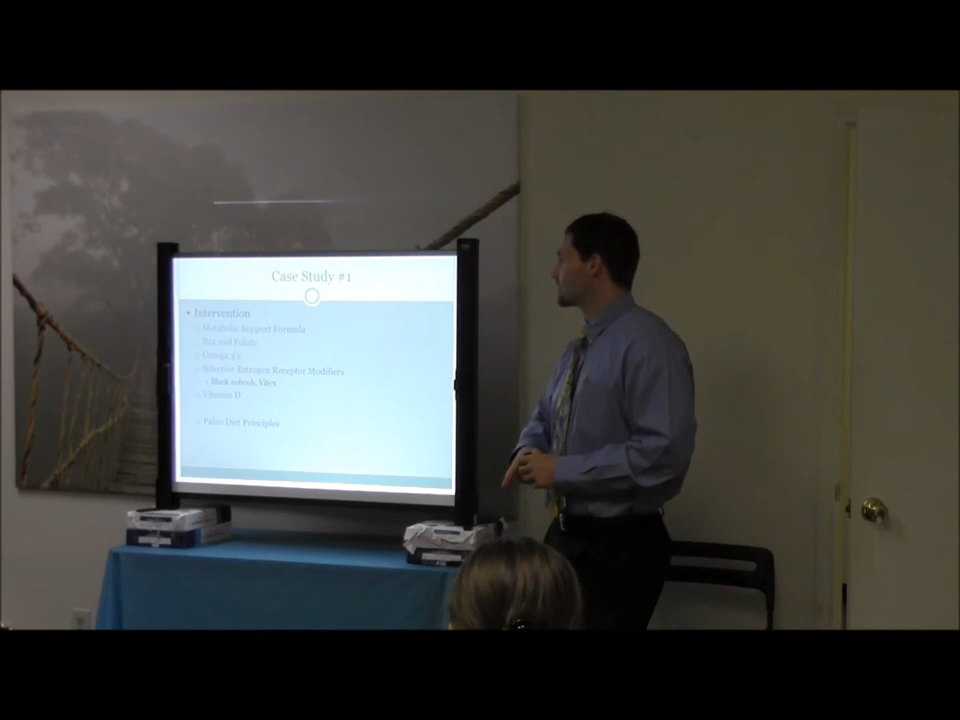 Case Study #1
• Intervention
○ Metabolic Support Formula
○ B12 and Folate
○ Omega 3's
○ Selective Estrogen Receptor Modifiers
• Black cohosh, Vitex
○ Vitamin D
○ Paleo Diet Principles